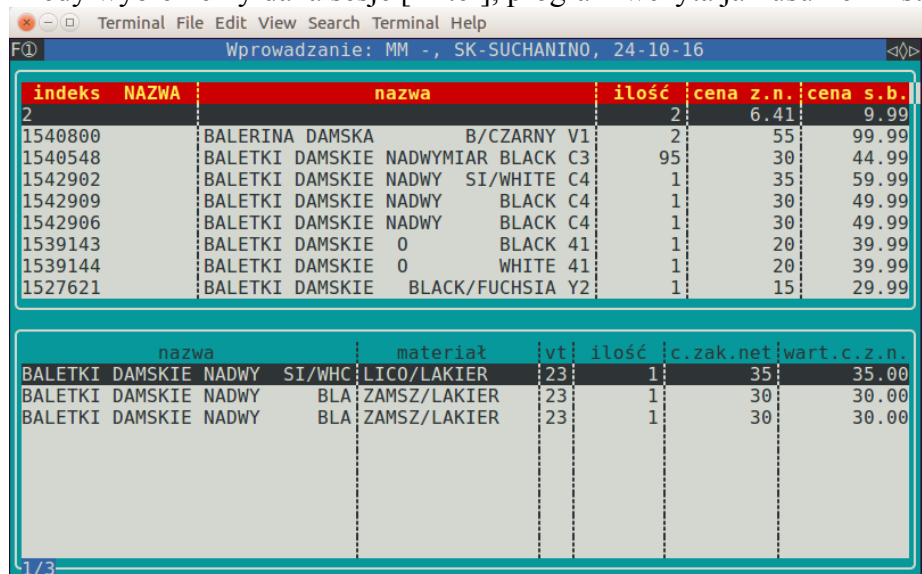 Terminal File Edit View Search Terminal Help
F① Wprowadzanie: MM -, SK-SUCHANINO, 24-10-16
indeks NAZWA nazwa ilość cena z.n. cena s.b.
2 2 6.41 9.99
1540800 BALERINA DAMSKA B/CZARNY V1 2 55 99.99
1540548 BALETKI DAMSKIE NADWYMIAR BLACK C3 95 30 44.99
1542902 BALETKI DAMSKIE NADWY SI/WHITE C4 1 35 59.99
1542909 BALETKI DAMSKIE NADWY BLACK C4 1 30 49.99
1542906 BALETKI DAMSKIE NADWY BLACK C4 1 30 49.99
1539143 BALETKI DAMSKIE O BLACK 41 1 20 39.99
1539144 BALETKI DAMSKIE O WHITE 41 1 20 39.99
1527621 BALETKI DAMSKIE BLACK/FUCHSIA Y2 1 15 29.99
nazwa materiał vt ilość c.zak.net wart.c.z.n.
BALETKI DAMSKIE NADWY SI/WHC LICO/LAKIER 23 1 35 35.00
BALETKI DAMSKIE NADWY BLA ZAMSZ/LAKIER 23 1 30 30.00
BALETKI DAMSKIE NADWY BLA ZAMSZ/LAKIER 23 1 30 30.00
1/3